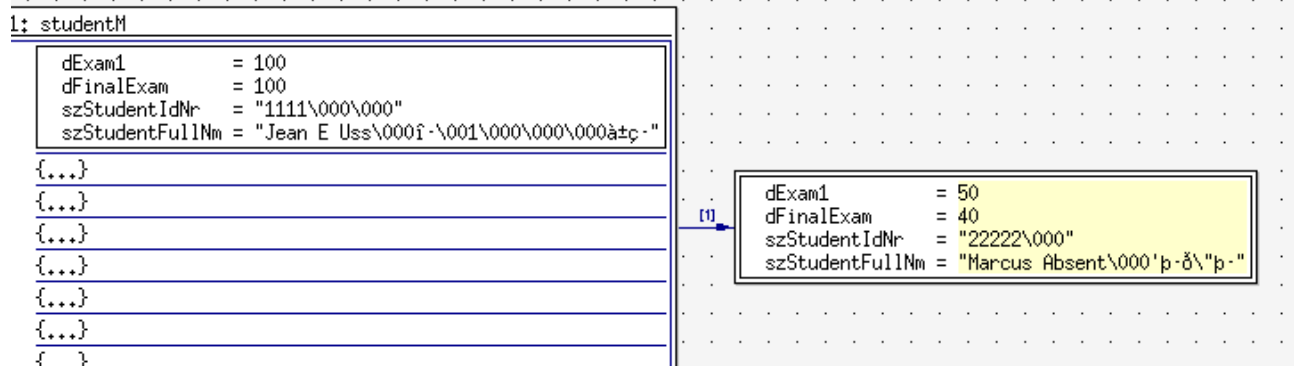 1: studentM
dExam1 = 100
dFinalExam = 100
szStudentIdNr = "1111\000\000"
szStudentFullNm = "Jean E Uss\000î·\001\000\000\000à±ç·"
{...}
{...}
{...}
{...}
{...}
{...}
{...}
[1]
dExam1 = 50
dFinalExam = 40
szStudentIdNr = "22222\000"
szStudentFullNm = "Marcus Absent\000'þ·ð\"þ·"